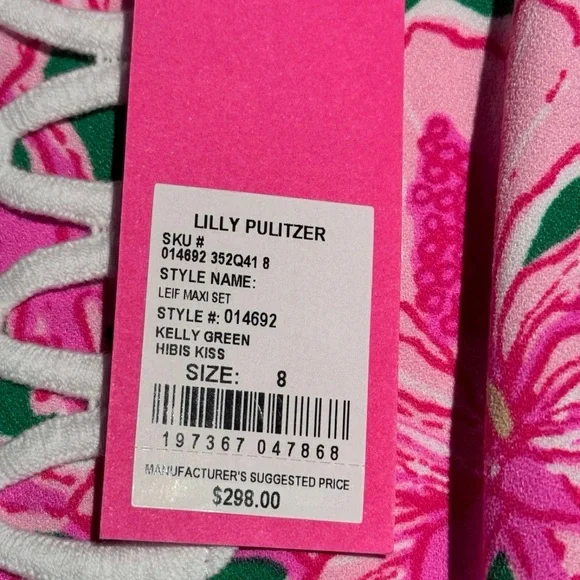 LILLY PULITZER
SKU #
014692 352Q41 8
STYLE NAME:
LEIF MAXI SET
STYLE #: 014692
KELLY GREEN
HIBIS KISS
SIZE: 8
197367 047868
MANUFACTURER'S SUGGESTED PRICE
$298.00